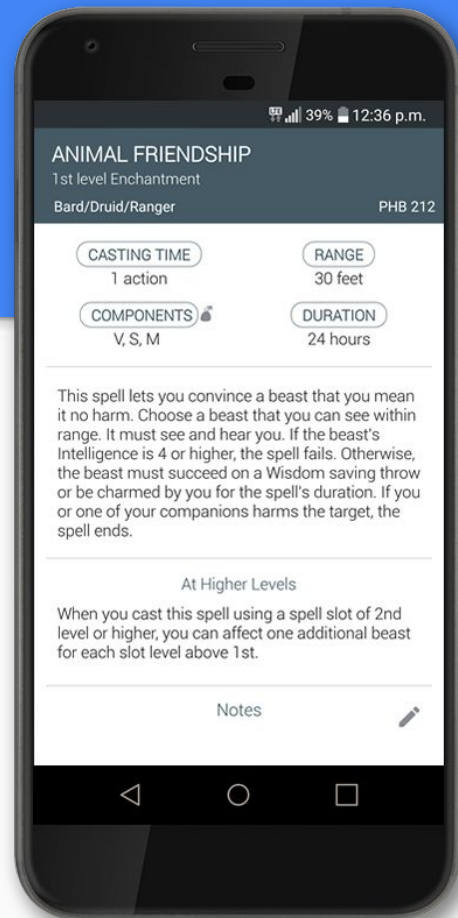 LTE 39% 12:36 p.m.
ANIMAL FRIENDSHIP
1st level Enchantment
Bard/Druid/Ranger PHB 212
CASTING TIME RANGE
1 action 30 feet
COMPONENTS DURATION
V, S, M 24 hours
This spell lets you convince a beast that you mean
it no harm. Choose a beast that you can see within
range. It must see and hear you. If the beast's
Intelligence is 4 or higher, the spell fails. Otherwise,
the beast must succeed on a Wisdom saving throw
or be charmed by you for the spell's duration. If you
or one of your companions harms the target, the
spell ends.
At Higher Levels
When you cast this spell using a spell slot of 2nd
level or higher, you can affect one additional beast
for each slot level above 1st.
Notes